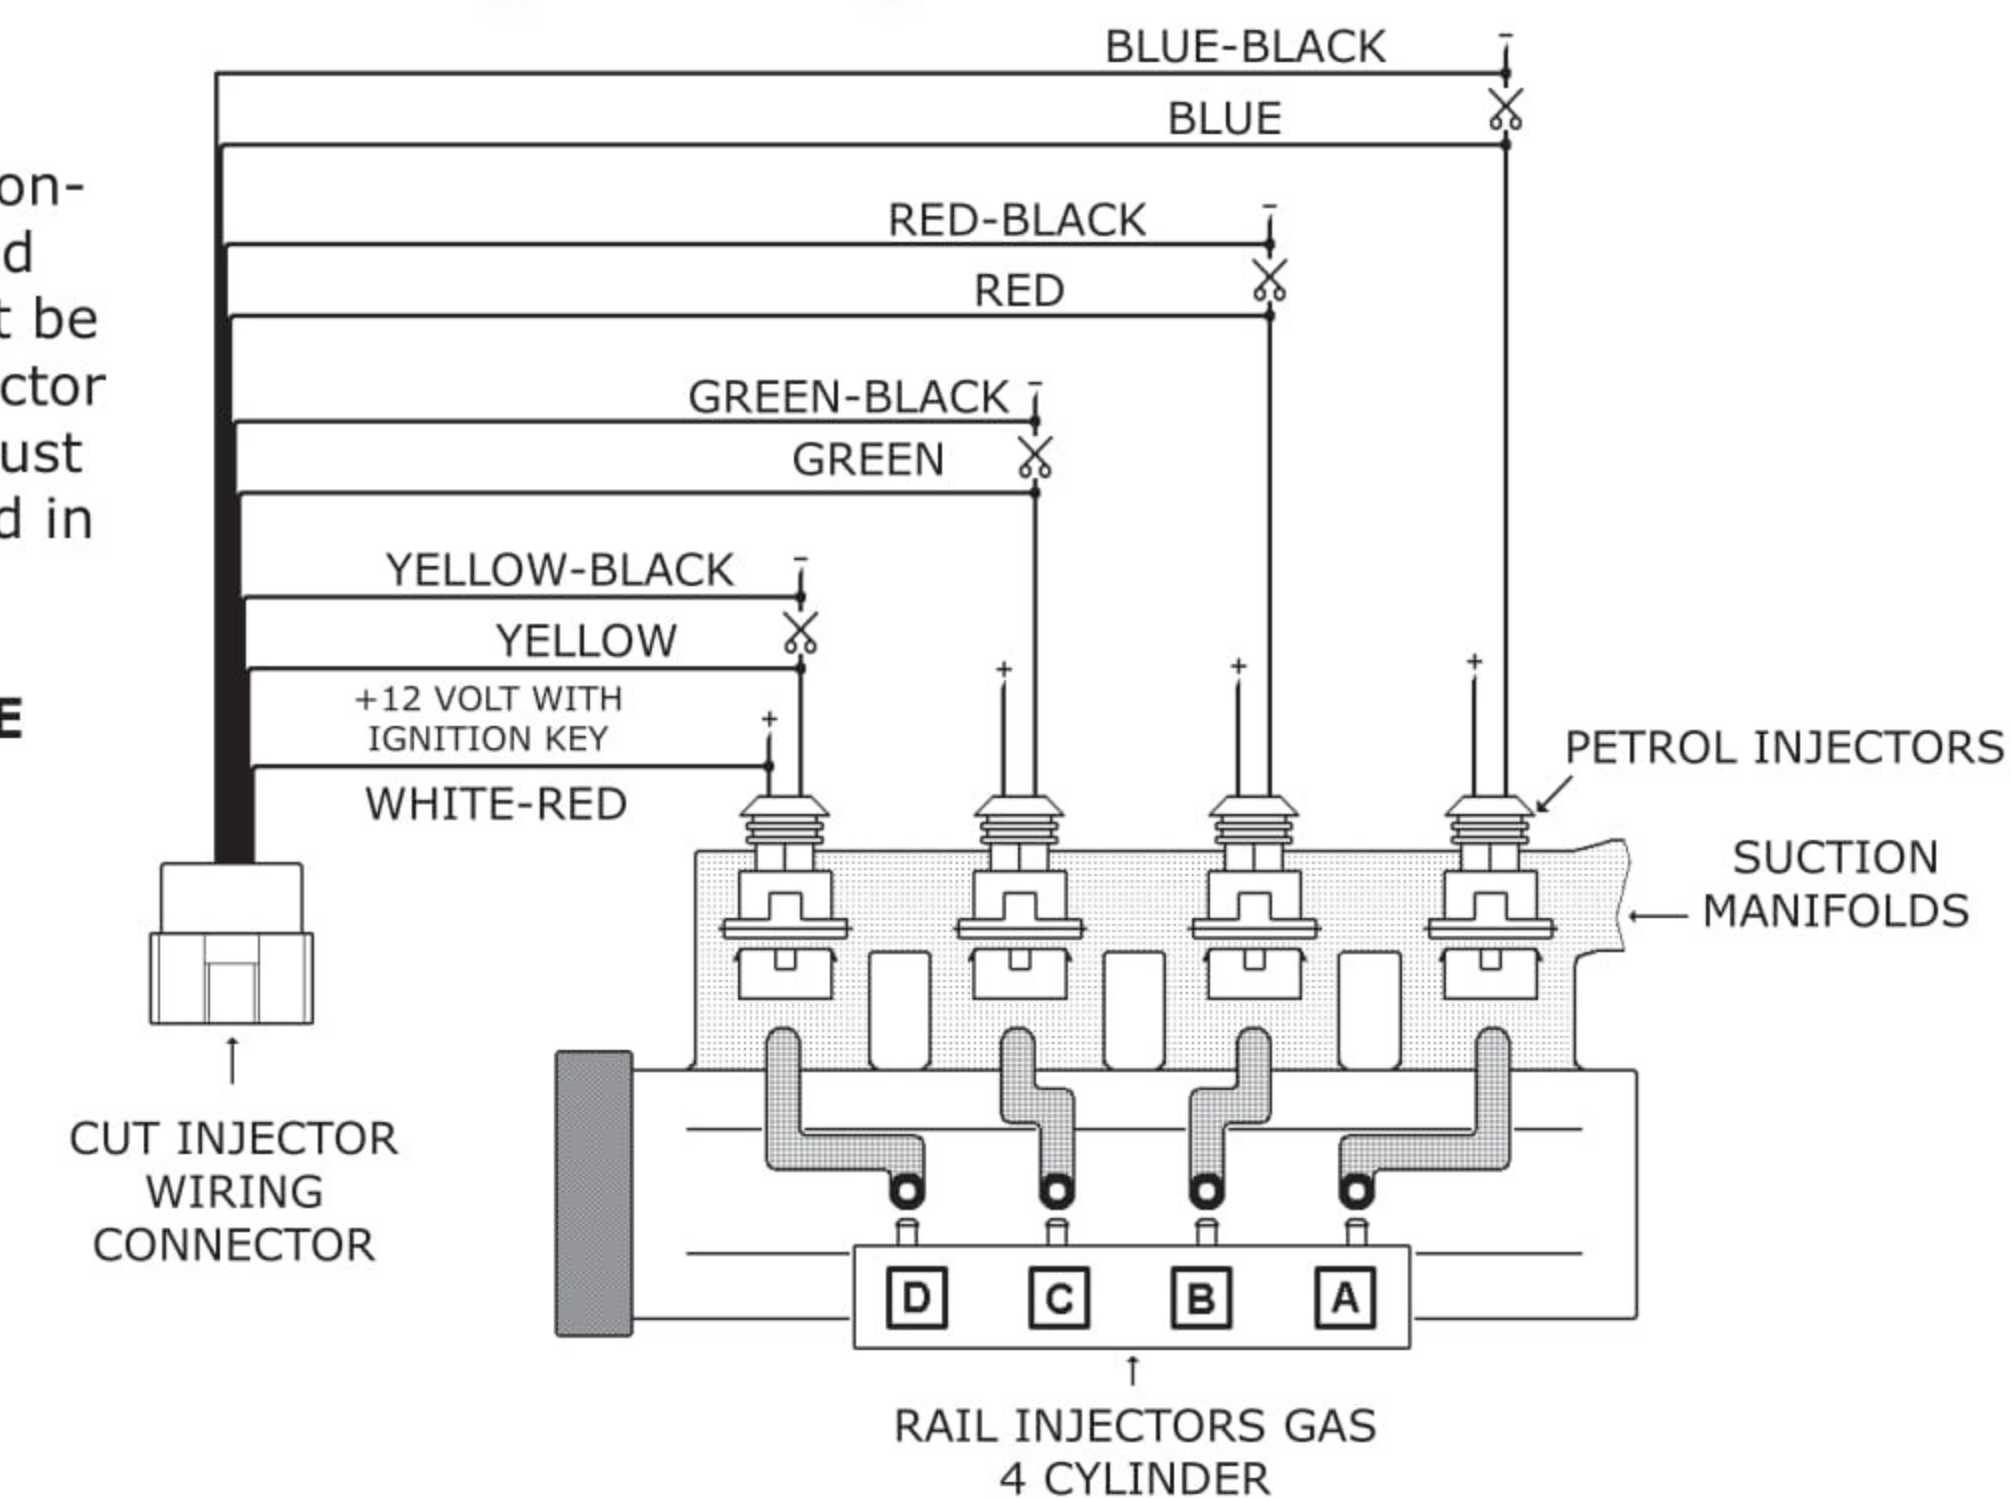 BLUE-BLACK
-
BLUE
on-
d
t be
ctor
ust
d in
E
RED-BLACK
-
RED
GREEN-BLACK
-
GREEN
YELLOW-BLACK
-
YELLOW
+12 VOLT WITH
IGNITION KEY
+
+
+
+
WHITE-RED
PETROL INJECTORS
SUCTION
MANIFOLDS
CUT INJECTOR
WIRING
CONNECTOR
D C B A
RAIL INJECTORS GAS
4 CYLINDER